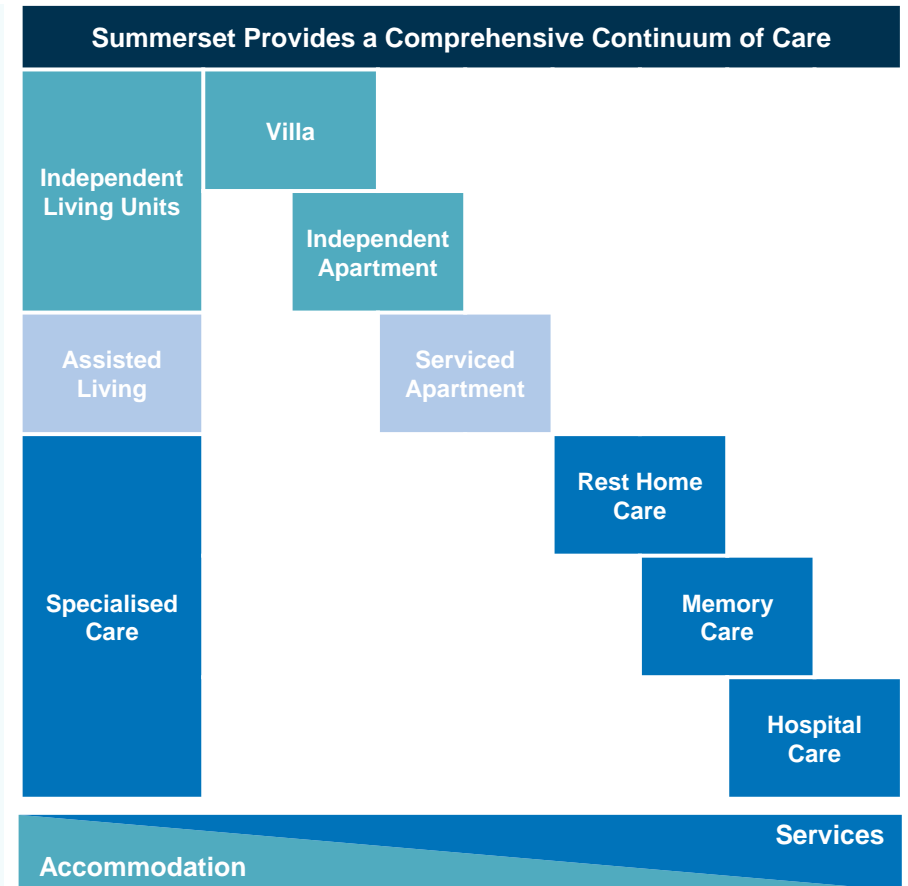 Summerset Provides a Comprehensive Continuum of Care
Independent
Living Units
Villa
Independent
Apartment
Assisted
Living
Serviced
Apartment
Specialised
Care
Rest Home
Care
Memory
Care
Hospital
Care
Services
Accommodation